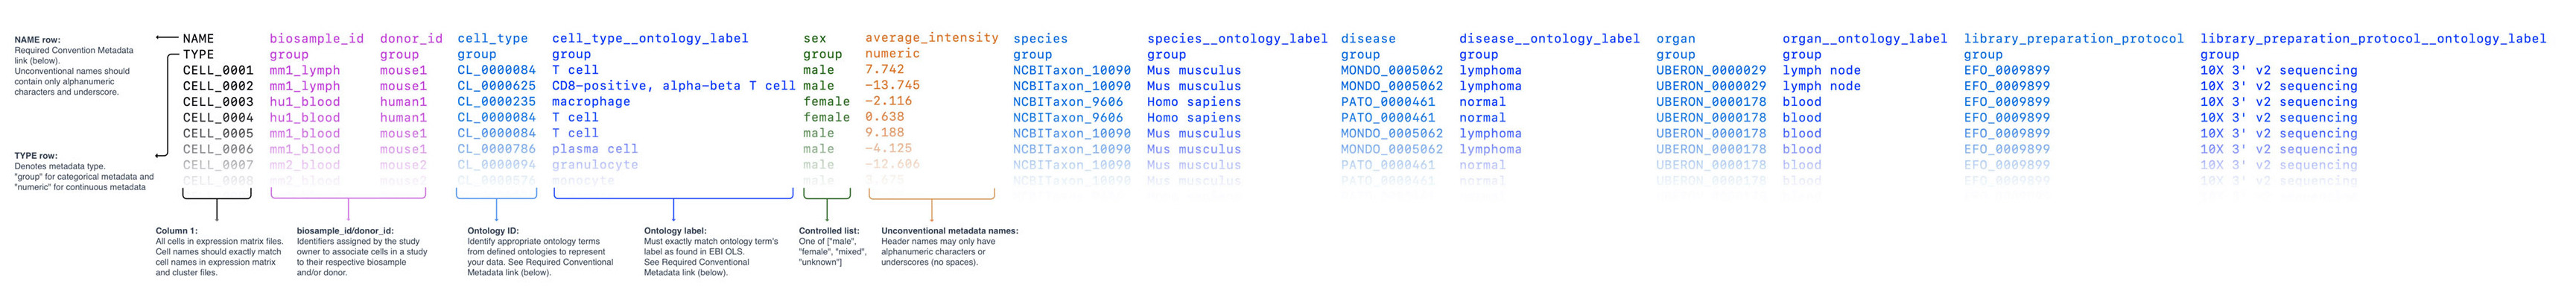 NAME row:
Required Convention Metadata
link (below).
Unconventional names should
contain only alphanumeric
characters and underscore.
TYPE row:
Denotes metadata type.
"group" for categorical metadata and
"numeric" for continuous metadata
NAME biosample_id donor_id cell_type cell_type__ontology_label sex average_intensity species species__ontology_label disease disease__ontology_label organ organ__ontology_label library_preparation_protocol library_preparation_protocol__ontology_label
TYPE group group group group group numeric group group group group group group group group
CELL_0001 mm1_lymph mouse1 CL_0000084 T cell male 7.742 NCBITaxon_10090 Mus musculus MONDO_0005062 lymphoma UBERON_0000029 lymph node EFO_0009899 10X 3' v2 sequencing
CELL_0002 mm1_lymph mouse1 CL_0000625 CD8-positive, alpha-beta T cell male -13.745 NCBITaxon_10090 Mus musculus MONDO_0005062 lymphoma UBERON_0000029 lymph node EFO_0009899 10X 3' v2 sequencing
CELL_0003 hu1_blood human1 CL_0000235 macrophage female -2.116 NCBITaxon_9606 Homo sapiens PATO_0000461 normal UBERON_0000178 blood EFO_0009899 10X 3' v2 sequencing
CELL_0004 hu1_blood human1 CL_0000084 T cell female 0.638 NCBITaxon_9606 Homo sapiens PATO_0000461 normal UBERON_0000178 blood EFO_0009899 10X 3' v2 sequencing
CELL_0005 mm1_blood mouse1 CL_0000084 T cell male 9.188 NCBITaxon_10090 Mus musculus MONDO_0005062 lymphoma UBERON_0000178 blood EFO_0009899 10X 3' v2 sequencing
CELL_0006 mm1_blood mouse1 CL_0000786 plasma cell male -4.125 NCBITaxon_10090 Mus musculus MONDO_0005062 lymphoma UBERON_0000178 blood EFO_0009899 10X 3' v2 sequencing
CELL_0007 mm2_blood mouse2 CL_0000094 granulocyte male -12.606 NCBITaxon_10090 Mus musculus PATO_0000461 normal UBERON_0000178 blood EFO_0009899 10X 3' v2 sequencing
CELL_0008 mm2_blood mouse2 CL_0000576 monocyte male 3.675 NCBITaxon_10090 Mus musculus PATO_0000461 normal UBERON_0000178 blood EFO_0009899 10X 3' v2 sequencing
Column 1:
All cells in expression matrix files.
Cell names should exactly match
cell names in expression matrix
and cluster files.
biosample_id/donor_id:
Identifiers assigned by the study
owner to associate cells in a study
to their respective biosample
and/or donor.
Ontology ID:
Identify appropriate ontology terms
from defined ontologies to represent
your data. See Required Conventional
Metadata link (below).
Ontology label:
Must exactly match ontology term's
label as found in EBI OLS.
See Required Conventional
Metadata link (below).
Controlled list:
One of ["male",
"female", "mixed",
"unknown"]
Unconventional metadata names:
Header names may only have
alphanumeric characters or
underscores (no spaces).